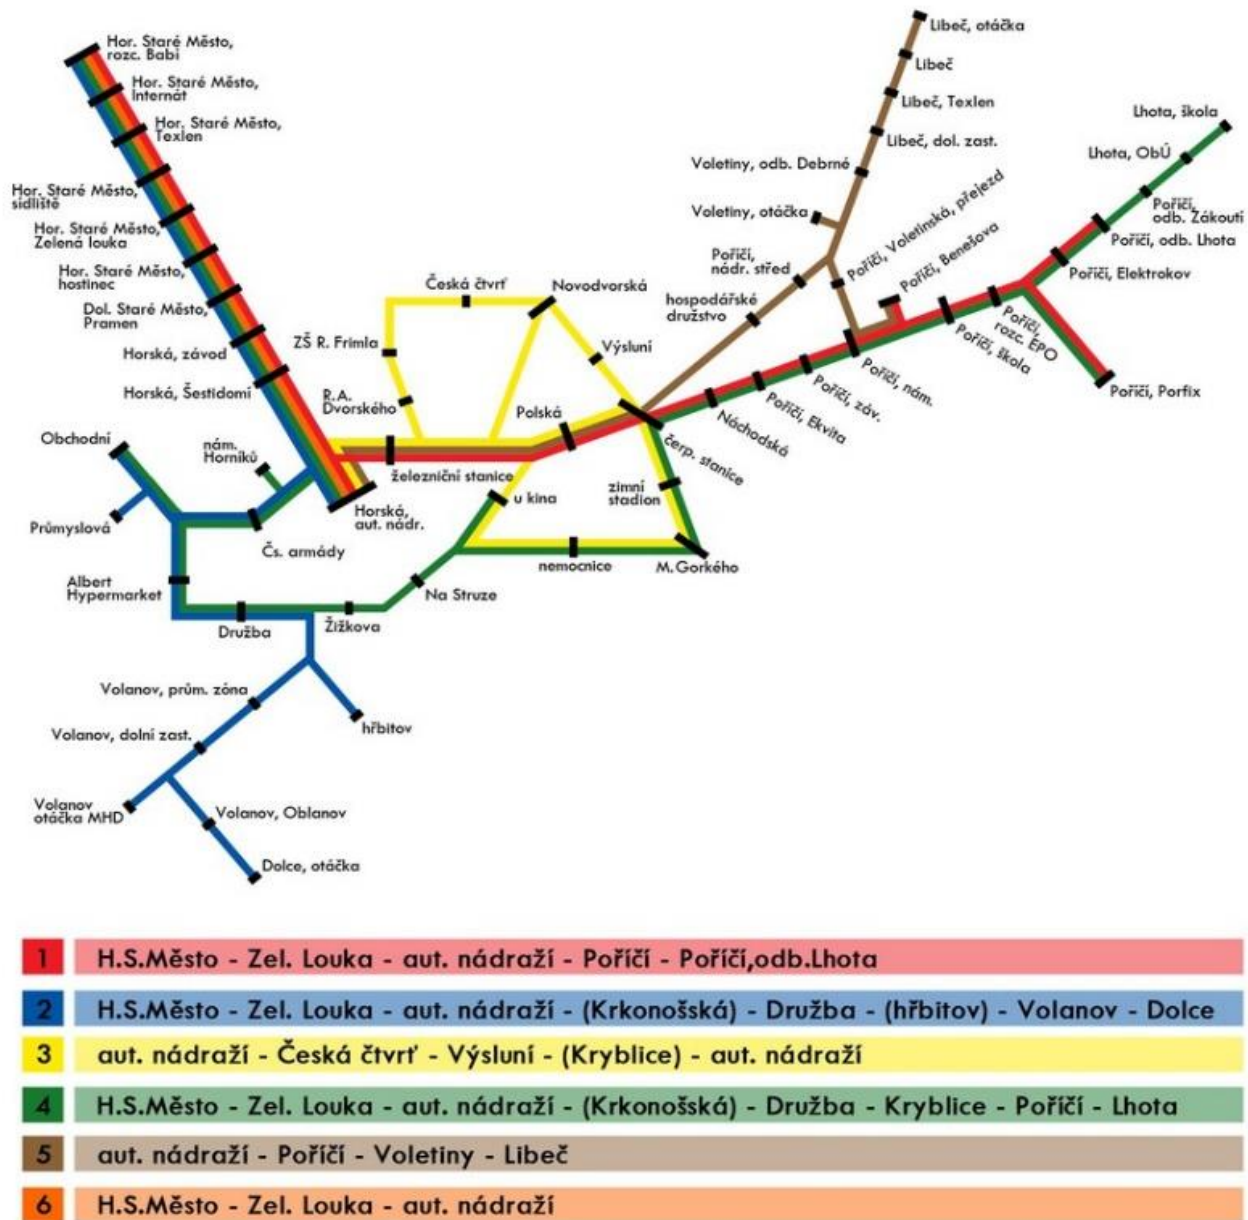 Hor. Staré Město,
rozc. Babí
Hor. Staré Město,
Internát
Hor. Staré Město,
Texlen
Hor. Staré Město,
sídliště
Hor. Staré Město,
Zelená louka
Hor. Staré Město,
hostinec
Dol. Staré Město,
Pramen
Horská, závod
Horská, Šestidomí
Obchodní
nám.
Horníků
Průmyslová
Čs. armády
Horská,
aut. nádr.
Albert
Hypermarket
Družba
Žižkova
Na Struze
Volanov, prům. zóna
hřbitov
Volanov, dolní zast.
Volanov
otáčka MHD
Volanov, Oblanov
Dolce, otáčka
Česká čtvrť
Novodvorská
ZŠ R. Frimla
Výsluní
R.A.
Dvorského
Polská
železniční stanice
u kina
zimní
stadion
čerp. stanice
nemocnice
M. Gorkého
Libeč, otáčka
Libeč
Libeč, Texlen
Libeč, dol. zast.
Voletiny, odb. Debrné
Voletiny, otáčka
Poříčí, Voletinská, přejezd
Poříčí,
nádr. střed
Poříčí, Benešova
hospodářské
družstvo
Náchodská
Poříčí, Ekvita
Poříčí, záv.
Poříčí, nám.
Poříčí, škola
Poříčí,
rozc. EPO
Lhota, škola
Lhota, ObÚ
Poříčí,
odb. Zákoutí
Poříčí, odb. Lhota
Poříčí, Elektrokov
Poříčí, Porfix
1 H.S.Město - Zel. Louka - aut. nádraží - Poříčí - Poříčí,odb.Lhota
2 H.S.Město - Zel. Louka - aut. nádraží - (Krkonošská) - Družba - (hřbitov) - Volanov - Dolce
3 aut. nádraží - Česká čtvrť - Výsluní - (Kryblice) - aut. nádraží
4 H.S.Město - Zel. Louka - aut. nádraží - (Krkonošská) - Družba - Kryblice - Poříčí - Lhota
5 aut. nádraží - Poříčí - Voletiny - Libeč
6 H.S.Město - Zel. Louka - aut. nádraží